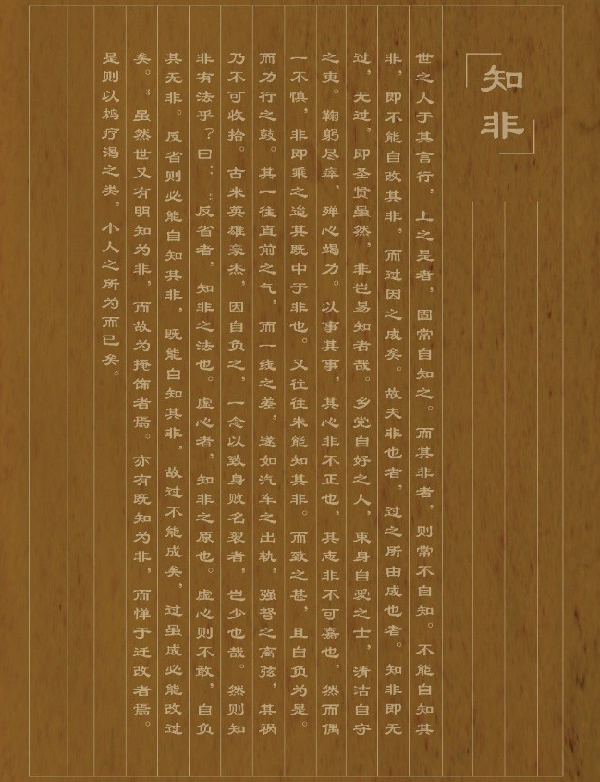 知非
世之人于其言行，上之是者，固常自知之。而其非者，则常不自知。不能自知其
非，即不能自改其非，而过因之成矣。故夫非也者，过之所由成也者。知非即无
过，无过。即圣贤虽然，非岂易知者哉。乡党自好之人，束身自爱之士，清洁自守
之夷。鞠躬尽瘁，殚心竭力。以事其事，其心非不正也，其志非不可嘉也，然而偶
一不慎，非即乘之迨其既中于非也。又往往未能知其非。而致之甚，且自负为是。
而力行之鼓。其一往直前之气，而一线之差，遂如汽车之出轨，强督之离弦，其祸
乃不可收拾。古来英雄豪杰，因自负之，一念以致身败名裂者，岂少也哉。然则知
非有法乎？曰：：反省者，知非之法也。虚心者，知非之原也。虚心则不敢，自负
其无非。反省则必能自知其非，既能自知其非，故过不能成矣，过虽成必能改过
矣。：虽然世又有明知为非，而故为掩饰者焉。亦有既知为非，而惮于迁改者焉。
是则以鸩疗渴之类，小人之所为而已矣。